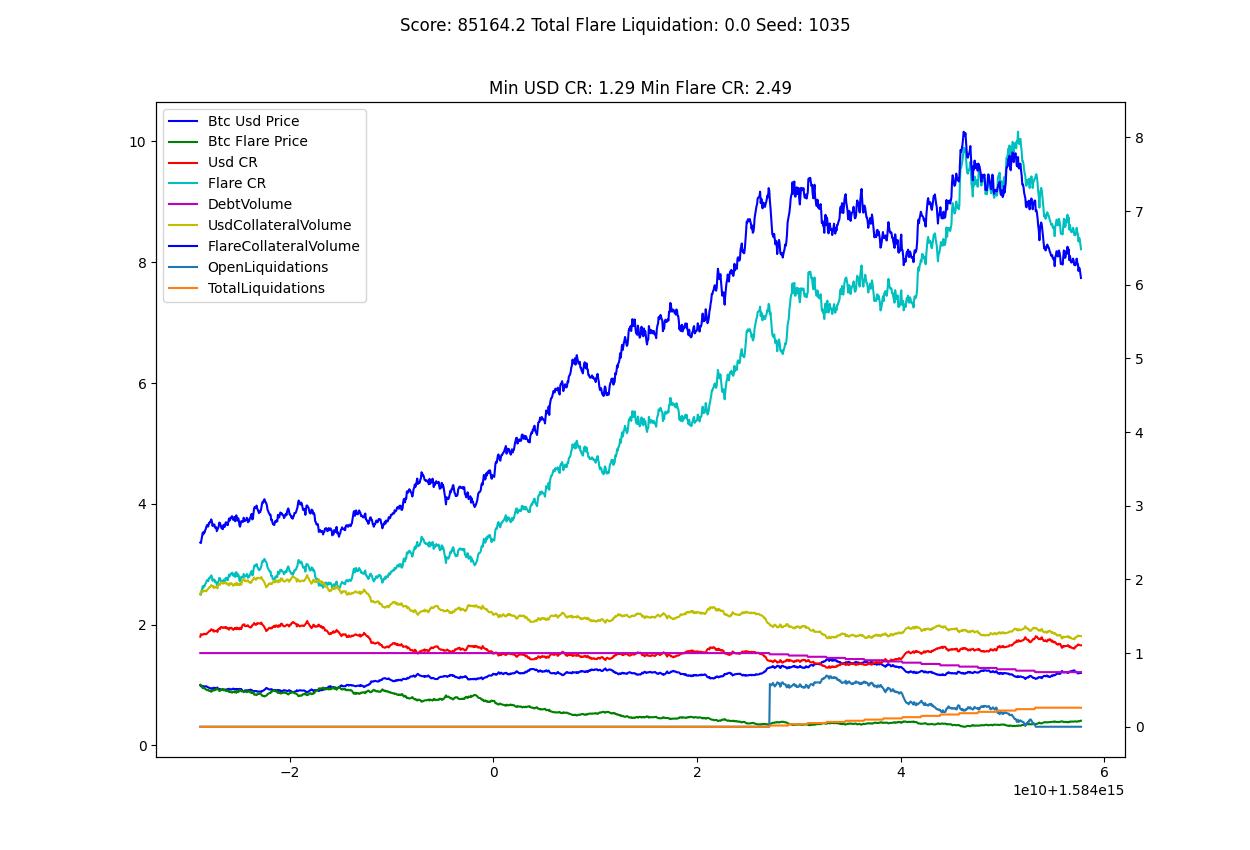 Score: 85164.2 Total Flare Liquidation: 0.0 Seed: 1035
Min USD CR: 1.29 Min Flare CR: 2.49
Btc Usd Price
Btc Flare Price
Usd CR
Flare CR
DebtVolume
UsdCollateralVolume
FlareCollateralVolume
OpenLiquidations
TotalLiquidations
10
8
6
4
2
0
8
7
6
5
4
3
2
1
0
−2
0
2
4
6
1e10+1.584e15